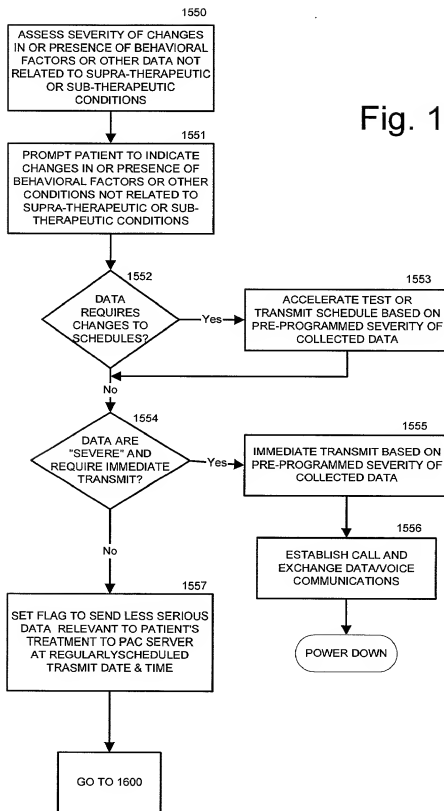 1550
ASSESS SEVERITY OF CHANGES
IN OR PRESENCE OF BEHAVIORAL
FACTORS OR OTHER DATA NOT
RELATED TO SUPRA-THERAPEUTIC
OR SUB-THERAPEUTIC
CONDITIONS
Fig. 1
1551
PROMPT PATIENT TO INDICATE
CHANGES IN OR PRESENCE OF
BEHAVIORAL FACTORS OR OTHER
CONDITIONS NOT RELATED TO
SUPRA-THERAPEUTIC OR SUB-
THERAPEUTIC CONDITIONS
1552
DATA
REQUIRES
CHANGES TO
SCHEDULES?
Yes
1553
ACCELERATE TEST OR
TRANSMIT SCHEDULE BASED ON
PRE-PROGRAMMED SEVERITY OF
COLLECTED DATA
No
1554
DATA ARE
"SEVERE" AND
REQUIRE IMMEDIATE
TRANSMIT?
Yes
1555
IMMEDIATE TRANSMIT BASED ON
PRE-PROGRAMMED SEVERITY OF
COLLECTED DATA
1556
ESTABLISH CALL AND
EXCHANGE DATA/VOICE
COMMUNICATIONS
POWER DOWN
No
1557
SET FLAG TO SEND LESS SERIOUS
DATA RELEVANT TO PATIENT'S
TREATMENT TO PAC SERVER
AT REGULARLYSCHEDULED
TRASMIT DATE & TIME
GO TO 1600